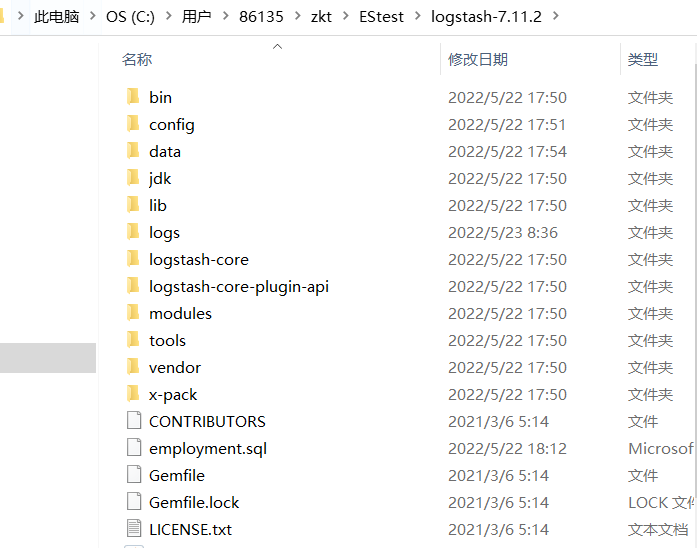 此电脑 > OS (C:) > 用户 > 86135 > zkt > EStest > logstash-7.11.2 >
名称 修改日期 类型
bin 2022/5/22 17:50 文件夹
config 2022/5/22 17:51 文件夹
data 2022/5/22 17:54 文件夹
jdk 2022/5/22 17:50 文件夹
lib 2022/5/22 17:50 文件夹
logs 2022/5/23 8:36 文件夹
logstash-core 2022/5/22 17:50 文件夹
logstash-core-plugin-api 2022/5/22 17:50 文件夹
modules 2022/5/22 17:50 文件夹
tools 2022/5/22 17:50 文件夹
vendor 2022/5/22 17:50 文件夹
x-pack 2022/5/22 17:50 文件夹
CONTRIBUTORS 2021/3/6 5:14 文件
employment.sql 2022/5/22 18:12 Microsof
Gemfile 2021/3/6 5:14 文件
Gemfile.lock 2021/3/6 5:14 LOCK 文件
LICENSE.txt 2021/3/6 5:14 文本文档